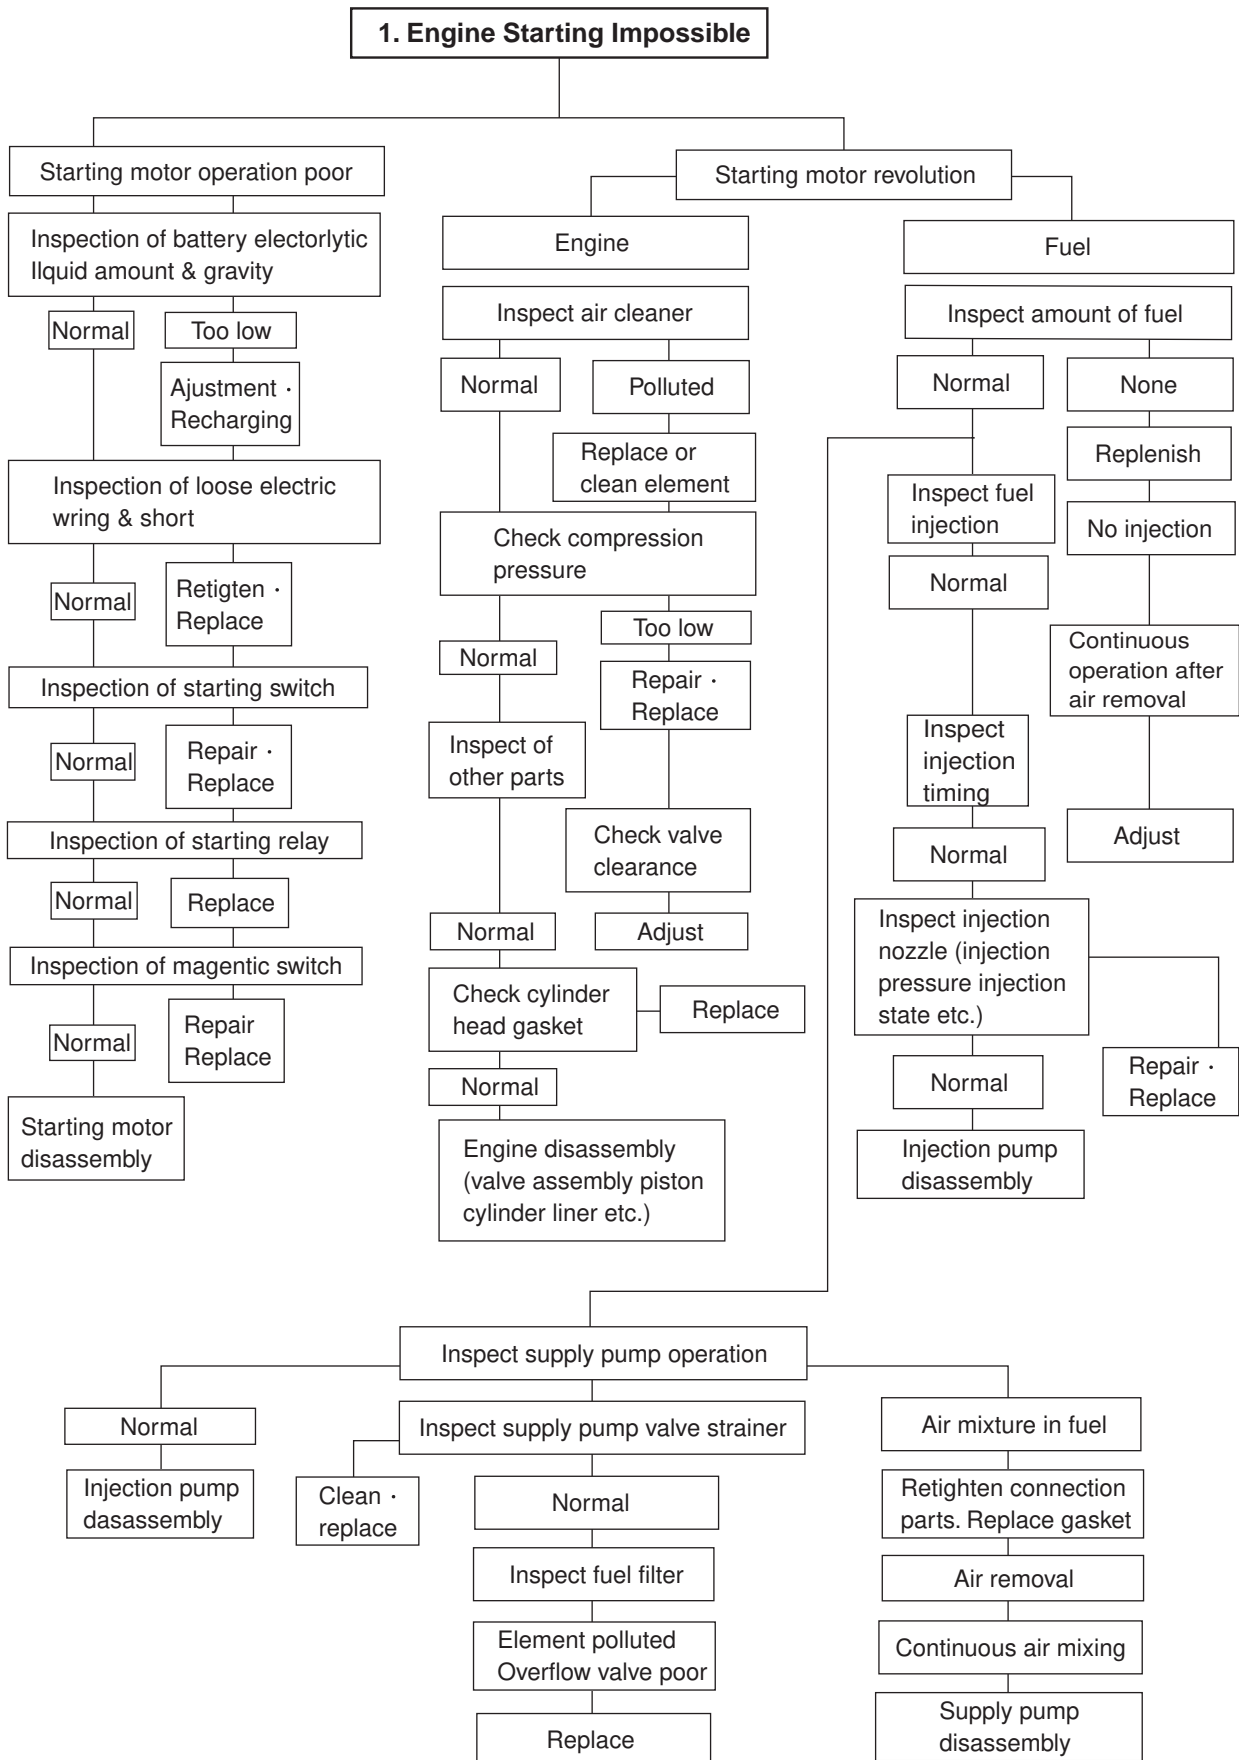 1. Engine Starting Impossible
Starting motor operation poor
Inspection of battery electorlytic
Ilquid amount & gravity
Normal
Too low
Ajustment ·
Recharging
Inspection of loose electric
wring & short
Normal
Retigten ·
Replace
Inspection of starting switch
Normal
Repair ·
Replace
Inspection of starting relay
Normal
Replace
Inspection of magentic switch
Normal
Repair
Replace
Starting motor
disassembly
Starting motor revolution
Engine
Inspect air cleaner
Normal
Polluted
Replace or
clean element
Check compression
pressure
Too low
Normal
Repair ·
Replace
Inspect of
other parts
Check valve
clearance
Normal
Adjust
Check cylinder
head gasket
Replace
Normal
Engine disassembly
(valve assembly piston
cylinder liner etc.)
Fuel
Inspect amount of fuel
Normal
None
Replenish
Inspect fuel
injection
No injection
Normal
Continuous
operation after
air removal
Inspect
injection
timing
Adjust
Normal
Inspect injection
nozzle (injection
pressure injection
state etc.)
Repair ·
Replace
Normal
Injection pump
disassembly
Inspect supply pump operation
Normal
Injection pump
dasassembly
Inspect supply pump valve strainer
Clean ·
replace
Normal
Inspect fuel filter
Element polluted
Overflow valve poor
Replace
Air mixture in fuel
Retighten connection
parts. Replace gasket
Air removal
Continuous air mixing
Supply pump
disassembly